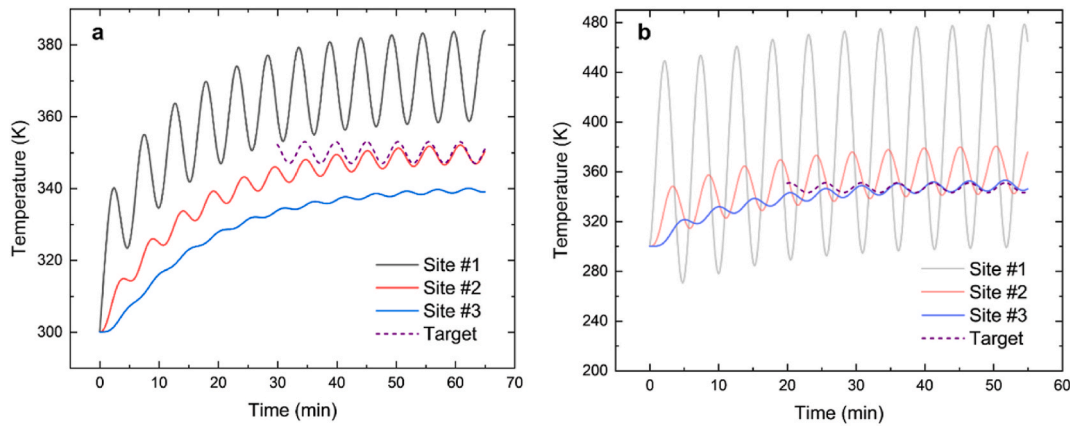 a
Temperature (K)
380
360
340
320
300
Site #1
Site #2
Site #3
Target
0 10 20 30 40 50 60 70
Time (min)
b
Temperature (K)
480
440
400
360
320
280
240
200
Site #1
Site #2
Site #3
Target
0 10 20 30 40 50 60
Time (min)